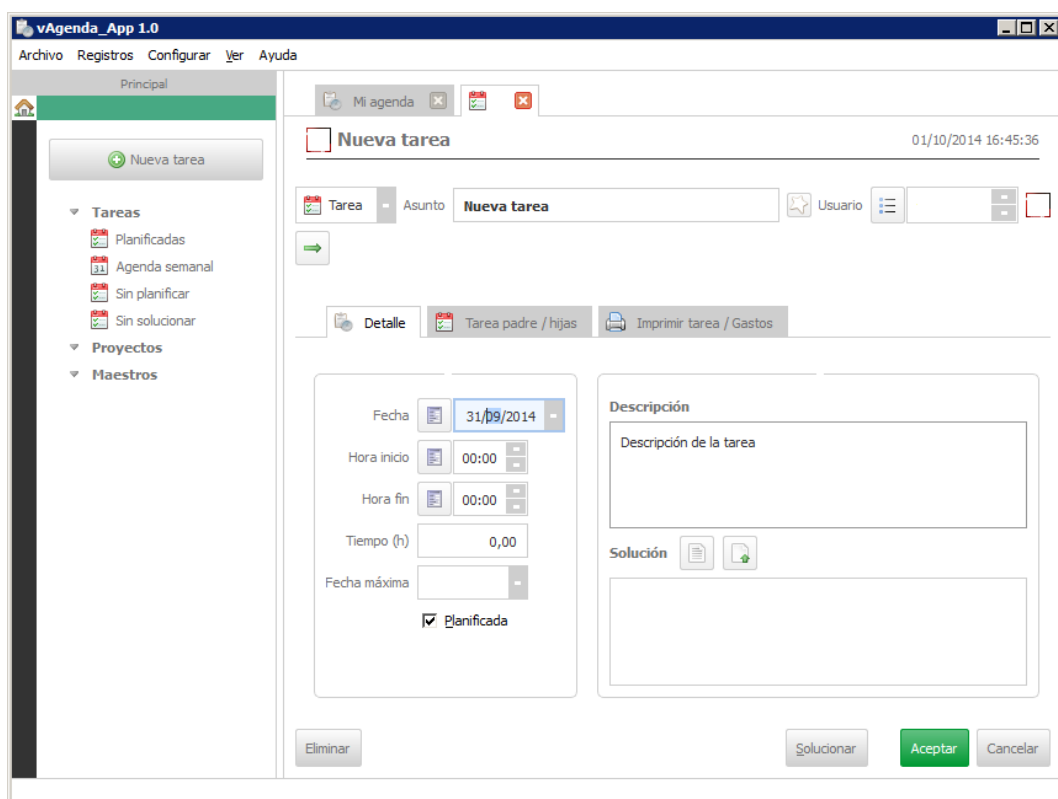 vAgenda_App 1.0
Archivo Registros Configurar Ver Ayuda
Principal
Nueva tarea
Tareas
Planificadas
31 Agenda semanal
Sin planificar
Sin solucionar
Proyectos
Maestros
Mi agenda
Nueva tarea 01/10/2014 16:45:36
Tarea Asunto Nueva tarea Usuario
Detalle Tarea padre / hijas Imprimir tarea / Gastos
Fecha 31/09/2014
Hora inicio 00:00
Hora fin 00:00
Tiempo (h) 0,00
Fecha máxima
Planificada
Descripción
Descripción de la tarea
Solución
Eliminar Solucionar Aceptar Cancelar